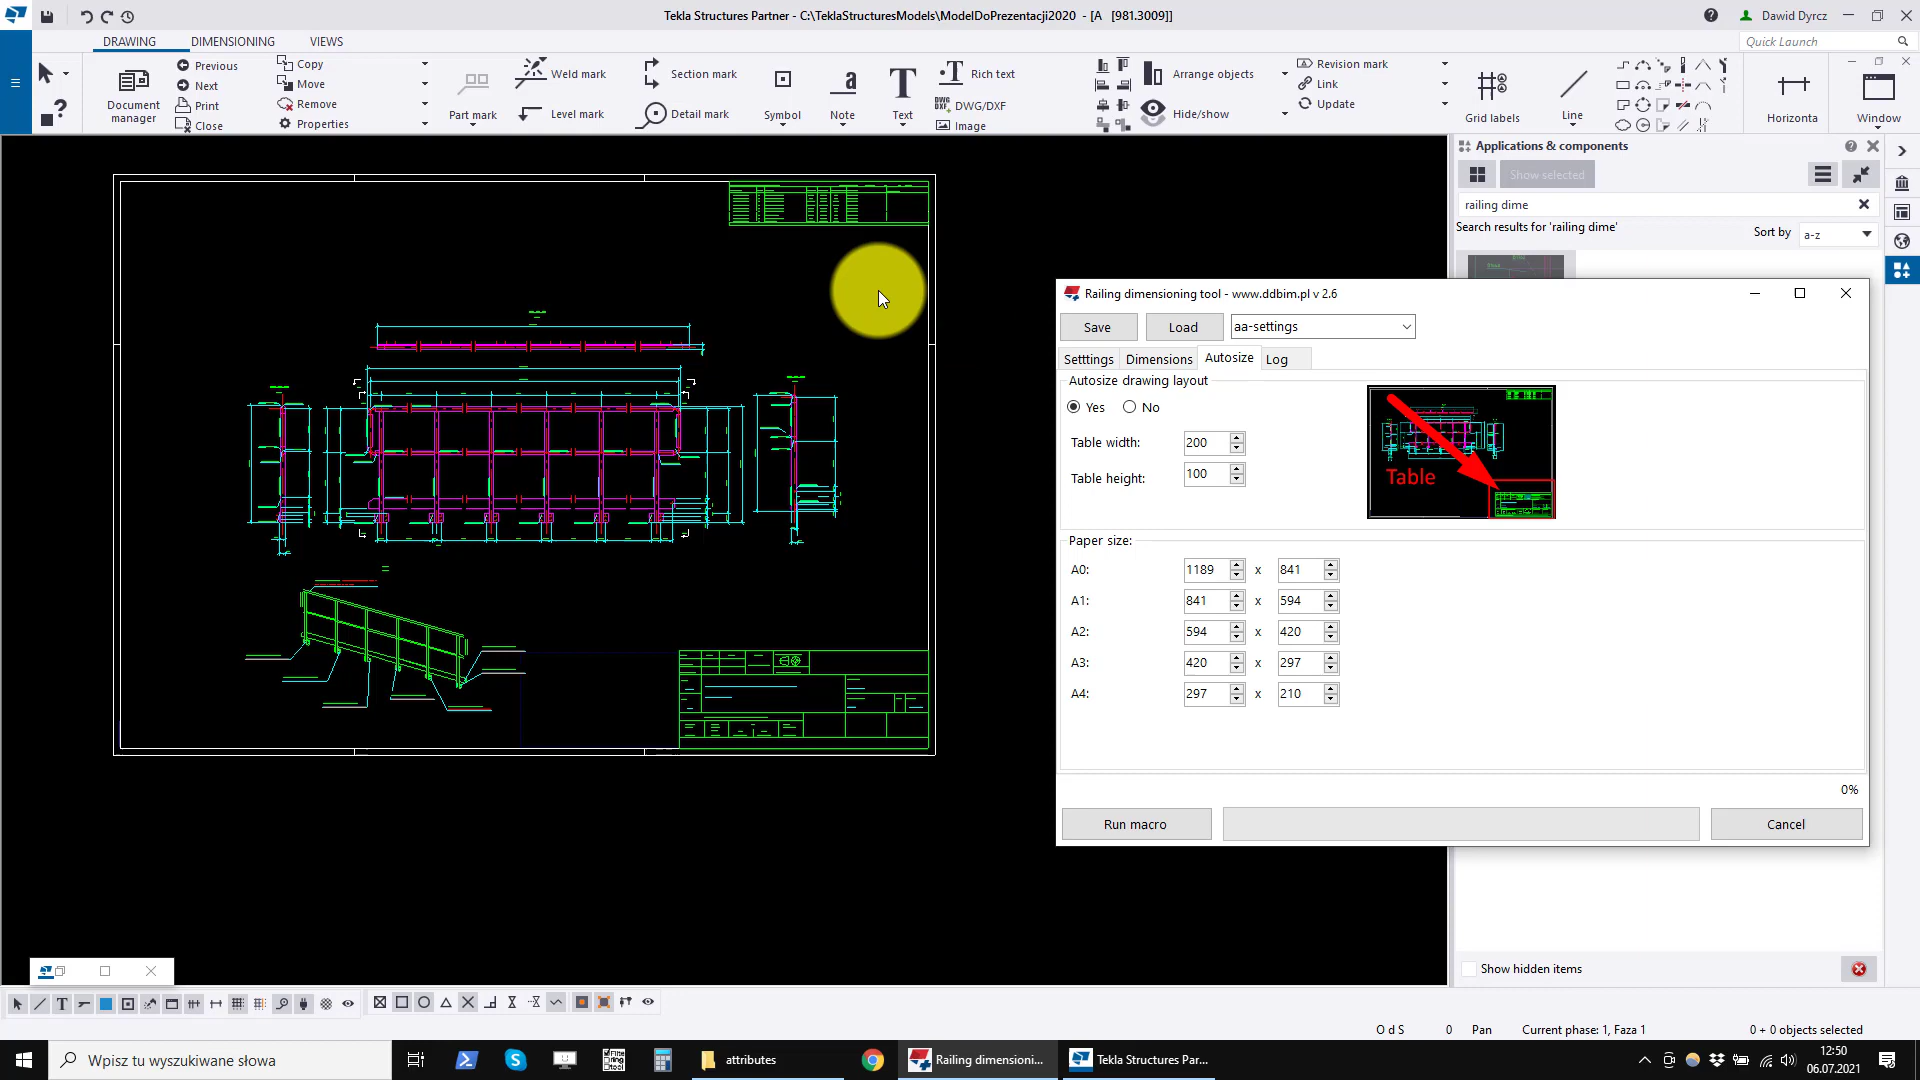 Tekla Structures Partner - C:\TeklaStructuresModels\ModelDoPrezentacji2020 - [A [981.3009]]
Dawid Dyrcz
DRAWING DIMENSIONING VIEWS
Quick Launch
Document manager
Previous
Next
Print
Close
Copy
Move
Remove
Properties
Part mark
Weld mark
Level mark
Section mark
Detail mark
Symbol
Note
Text
Rich text
DWG/DXF
Image
Arrange objects
Hide/show
Revision mark
Link
Update
Grid labels
Line
Horizonta
Window
Applications & components
Show selected
railing dime
Search results for 'railing dime'
Sort by a-z
Railing dimensioning tool - www.ddbim.pl v 2.6
Save Load aa-settings
Setttings Dimensions Autosize Log
Autosize drawing layout
Yes No
Table width: 200
Table height: 100
Table
Paper size:
A0: 1189 x 841
A1: 841 x 594
A2: 594 x 420
A3: 420 x 297
A4: 297 x 210
0%
Run macro Cancel
Show hidden items
O d S 0 Pan Current phase: 1, Faza 1 0 + 0 objects selected
Wpisz tu wyszukiwane słowa
attributes
Railing dimensioni...
Tekla Structures Par...
12:50
06.07.2021